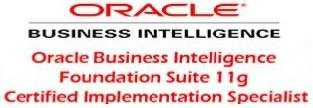 ORACLE®
BUSINESS INTELLIGENCE
Oracle Business Intelligence
Foundation Suite 11g
Certified Implementation Specialist